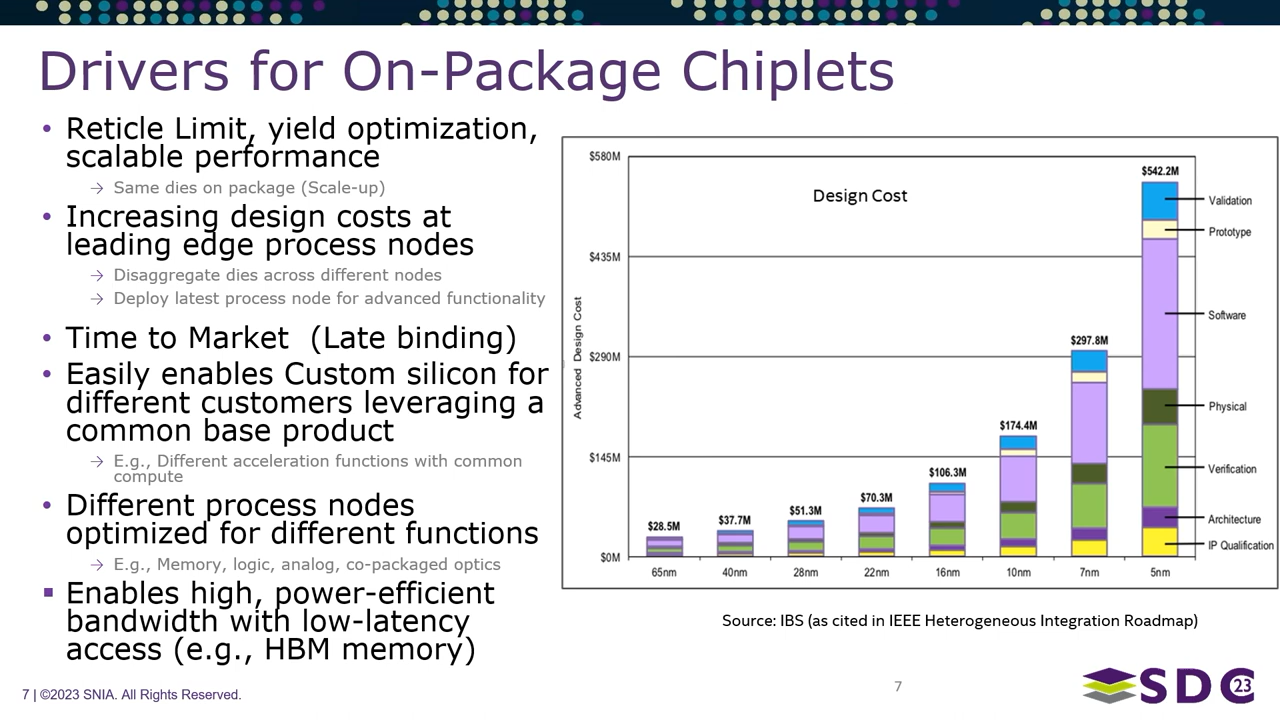 Drivers for On-Package Chiplets
• Reticle Limit, yield optimization,
scalable performance
→ Same dies on package (Scale-up)
• Increasing design costs at
leading edge process nodes
→ Disaggregate dies across different nodes
→ Deploy latest process node for advanced functionality
• Time to Market (Late binding)
• Easily enables Custom silicon for
different customers leveraging a
common base product
→ E.g., Different acceleration functions with common
compute
• Different process nodes
optimized for different functions
→ E.g., Memory, logic, analog, co-packaged optics
▪ Enables high, power-efficient
bandwidth with low-latency
access (e.g., HBM memory)
Design Cost
Advanced Design Cost
$580M
$435M
$290M
$145M
$0M
$28.5M
$37.7M
$51.3M
$70.3M
$106.3M
$174.4M
$297.8M
$542.2M
65nm
40nm
28nm
22nm
16nm
10nm
7nm
5nm
Validation
Prototype
Software
Physical
Verification
Architecture
IP Qualification
Source: IBS (as cited in IEEE Heterogeneous Integration Roadmap)
7 | ©2023 SNIA. All Rights Reserved.
7
SDC 23